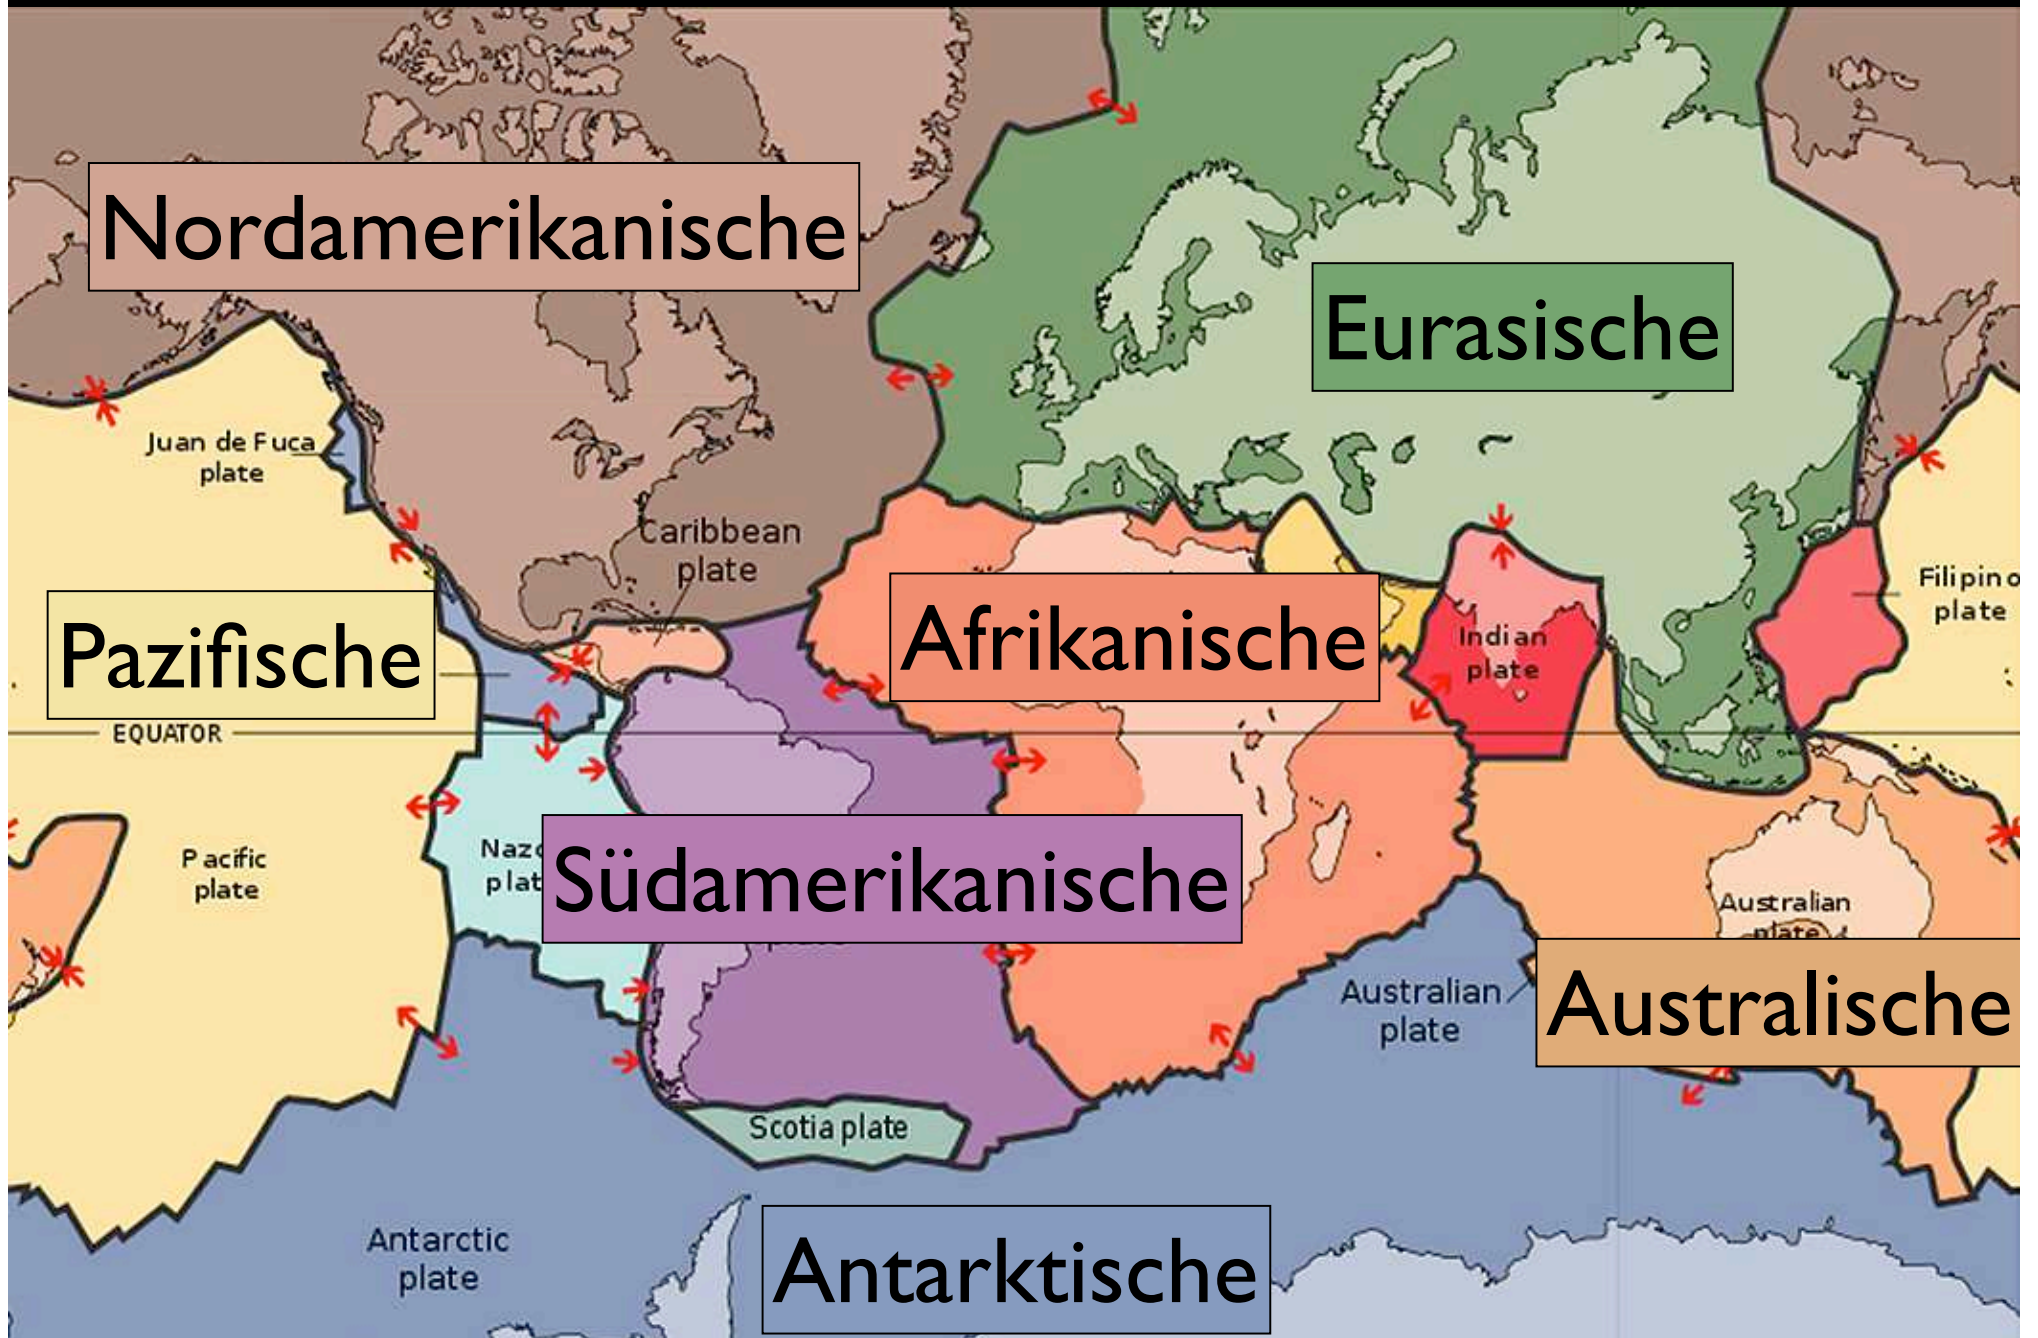 Nordamerikanische
Eurasische
Juan de Fuca
plate
Caribbean
plate
Filipino
plate
Pazifische
Afrikanische
Indian
plate
EQUATOR
Pacific
plate
Südamerikanische
Australian
plate
Australian
plate
Australische
Scotia plate
Antarctic
plate
Antarktische